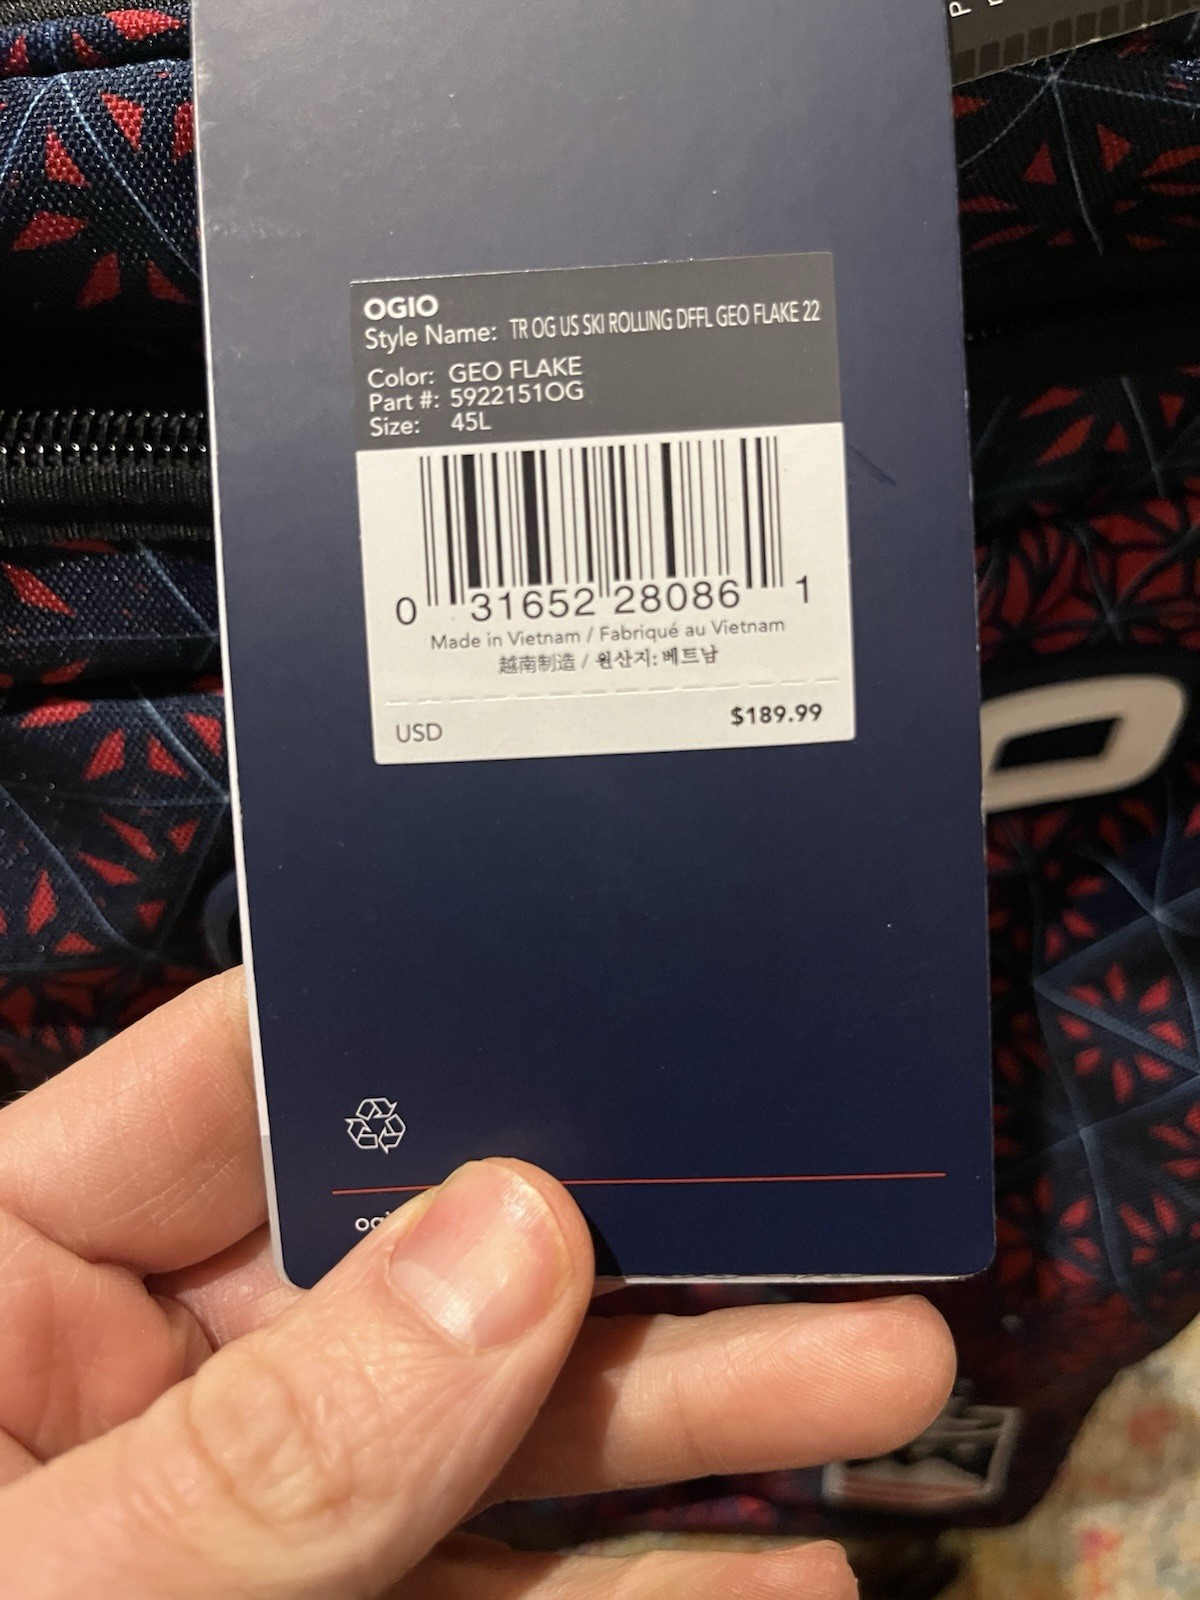 OGIO
Style Name: TR OG US SKI ROLLING DFFL GEO FLAKE 22
Color: GEO FLAKE
Part #: 5922151OG
Size: 45L
0 31652 28086 1
Made in Vietnam / Fabriqué au Vietnam
越南制造 / 원산지: 베트남
USD $189.99